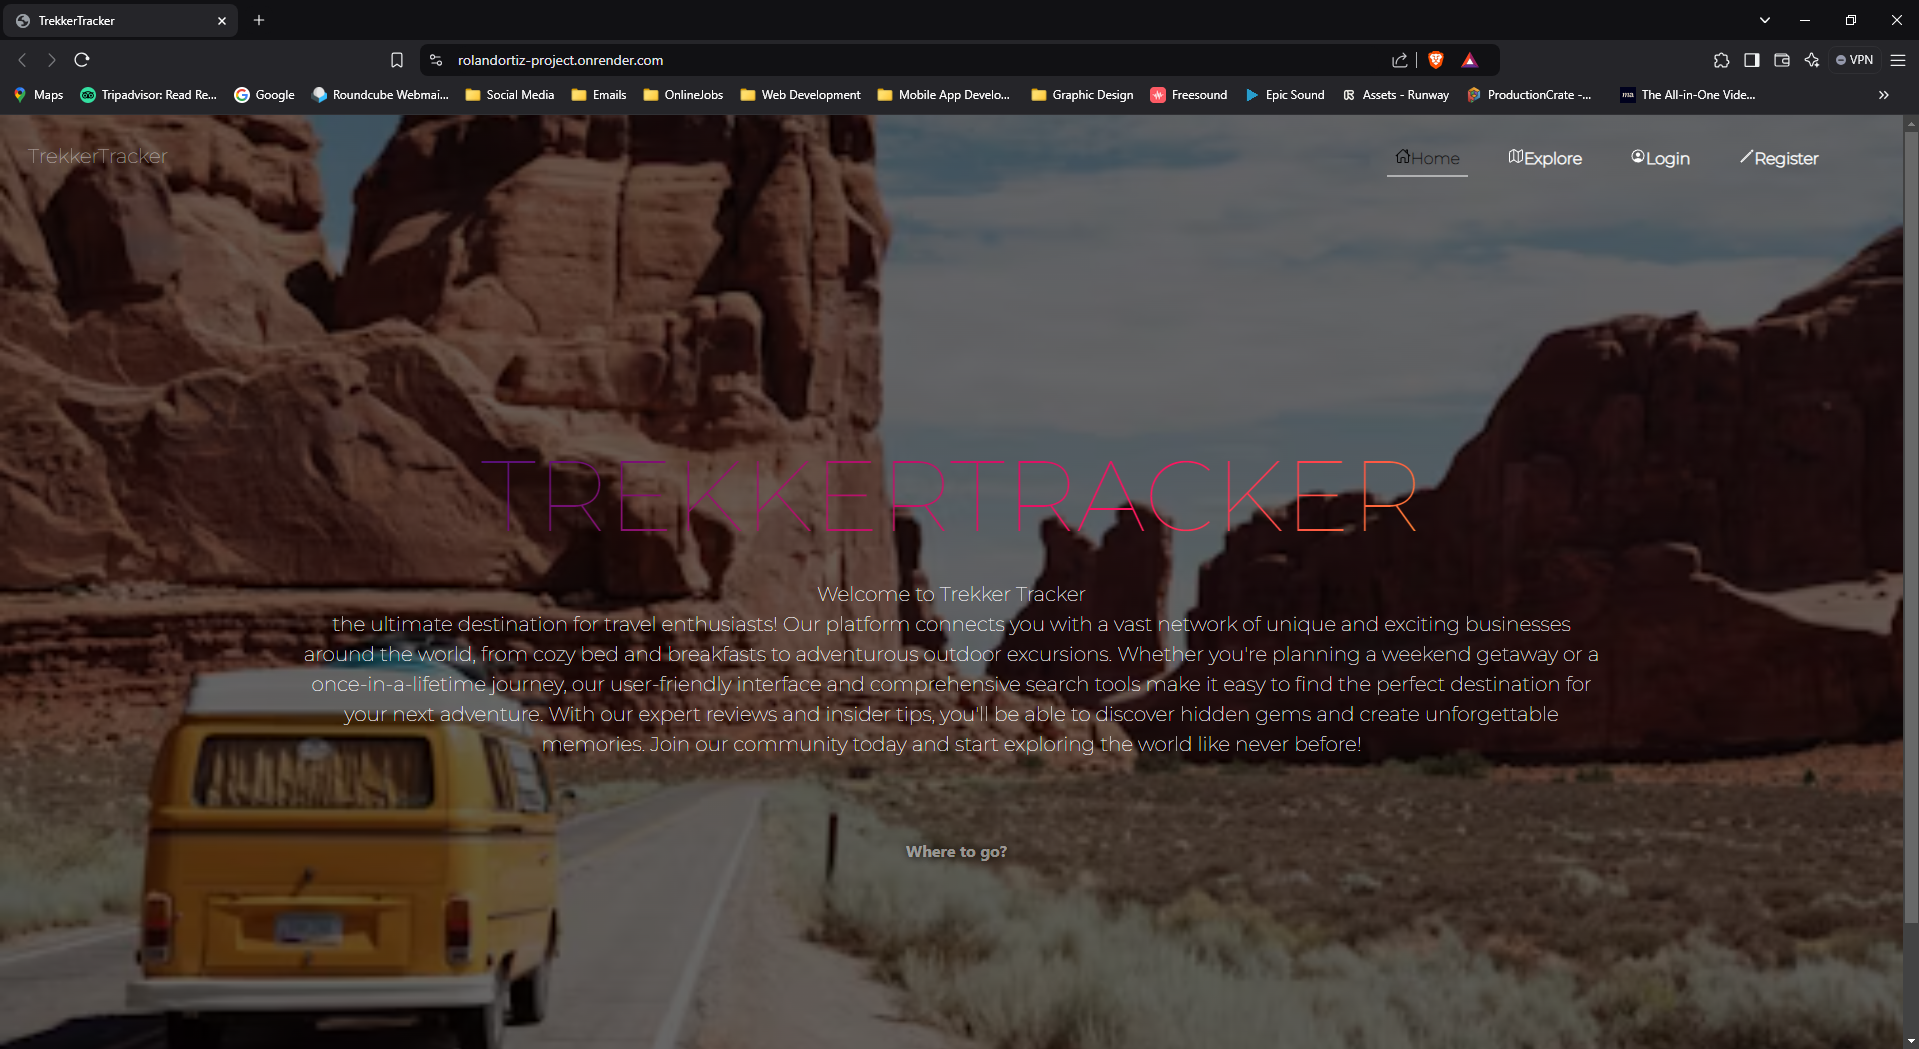 TrekkerTracker
rolandortiz-project.onrender.com
VPN
Maps
Tripadvisor: Read Re...
Google
Roundcube Webmai...
Social Media
Emails
OnlineJobs
Web Development
Mobile App Develo...
Graphic Design
Freesound
Epic Sound
Assets - Runway
ProductionCrate -...
ma
The All-in-One Vide...
TrekkerTracker
Home
Explore
Login
Register
TREKKERTRACKER
Welcome to Trekker Tracker
the ultimate destination for travel enthusiasts! Our platform connects you with a vast network of unique and exciting businesses
around the world, from cozy bed and breakfasts to adventurous outdoor excursions. Whether you're planning a weekend getaway or a
once-in-a-lifetime journey, our user-friendly interface and comprehensive search tools make it easy to find the perfect destination for
your next adventure. With our expert reviews and insider tips, you'll be able to discover hidden gems and create unforgettable
memories. Join our community today and start exploring the world like never before!
Where to go?